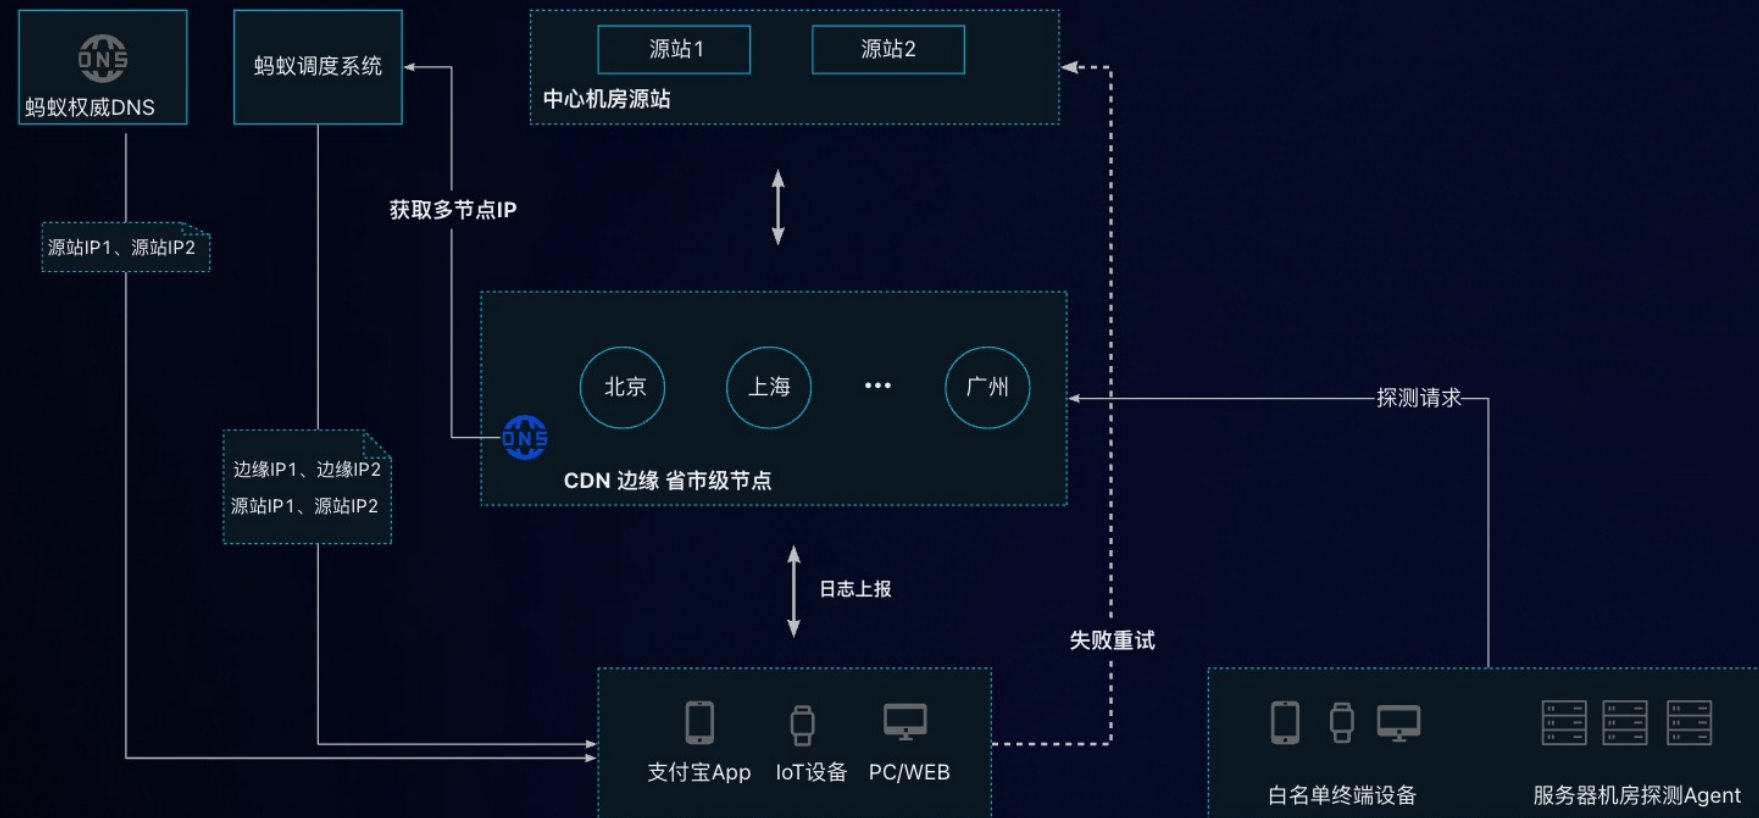 DNS
蚂蚁权威DNS
蚂蚁调度系统
源站1
源站2
中心机房源站
获取多节点IP
源站IP1、源站IP2
北京
上海
•••
广州
探测请求
DNS
CDN 边缘 省市级节点
边缘IP1、边缘IP2
源站IP1、源站IP2
日志上报
失败重试
支付宝App
IoT设备
PC/WEB
白名单终端设备
服务器机房探测Agent